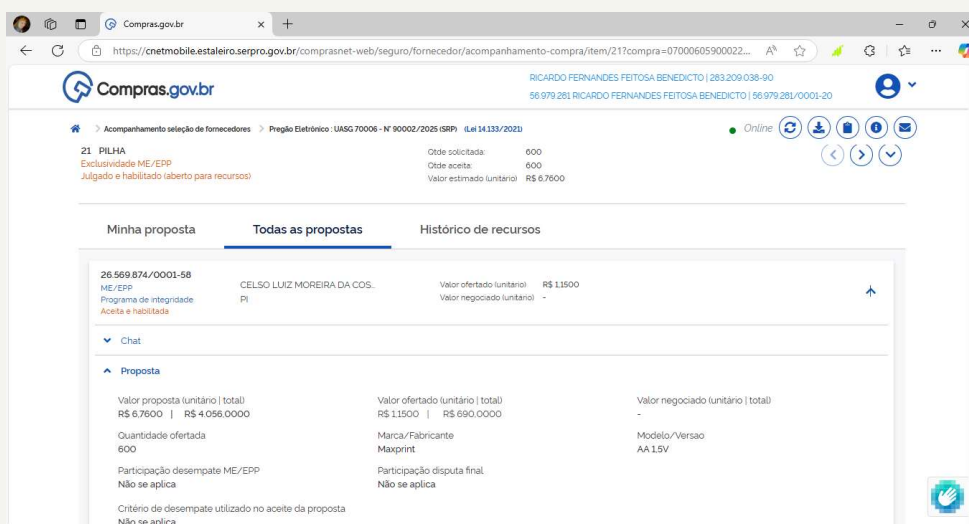 Compras.gov.br
https://cnetmobile.estaleiro.serpro.gov.br/comprasnet-web/seguro/fornecedor/acompanhamento-compra/item/21?compra=07000605900022...
Compras.gov.br
RICARDO FERNANDES FEITOSA BENEDICTO | 283.209.038-90
56.979.281 RICARDO FERNANDES FEITOSA BENEDICTO | 56.979.281/0001-20
Acompanhamento seleção de fornecedores > Pregão Eletrônico : UASG 70006 - N° 90002/2025 (SRP) (Lei 14.133/2021)
Online
21 PILHA
Exclusividade ME/EPP
Julgado e habilitado (aberto para recursos)
Qtde solicitada: 600
Qtde aceita: 600
Valor estimado (unitário) R$ 6,7600
Minha proposta Todas as propostas Histórico de recursos
26.569.874/0001-58
ME/EPP
Programa de integridade
Aceita e habilitada
CELSO LUIZ MOREIRA DA COS..
PI
Valor ofertado (unitário) R$ 1,1500
Valor negociado (unitário) -
Chat
Proposta
Valor proposta (unitário | total) Valor ofertado (unitário | total) Valor negociado (unitário | total)
R$ 6,7600 | R$ 4.056,0000 R$ 1,1500 | R$ 690,0000 -
Quantidade ofertada Marca/Fabricante Modelo/Versao
600 Maxprint AA 1,5V
Participação desempate ME/EPP Participação disputa final
Não se aplica Não se aplica
Critério de desempate utilizado no aceite da proposta
Não se aplica